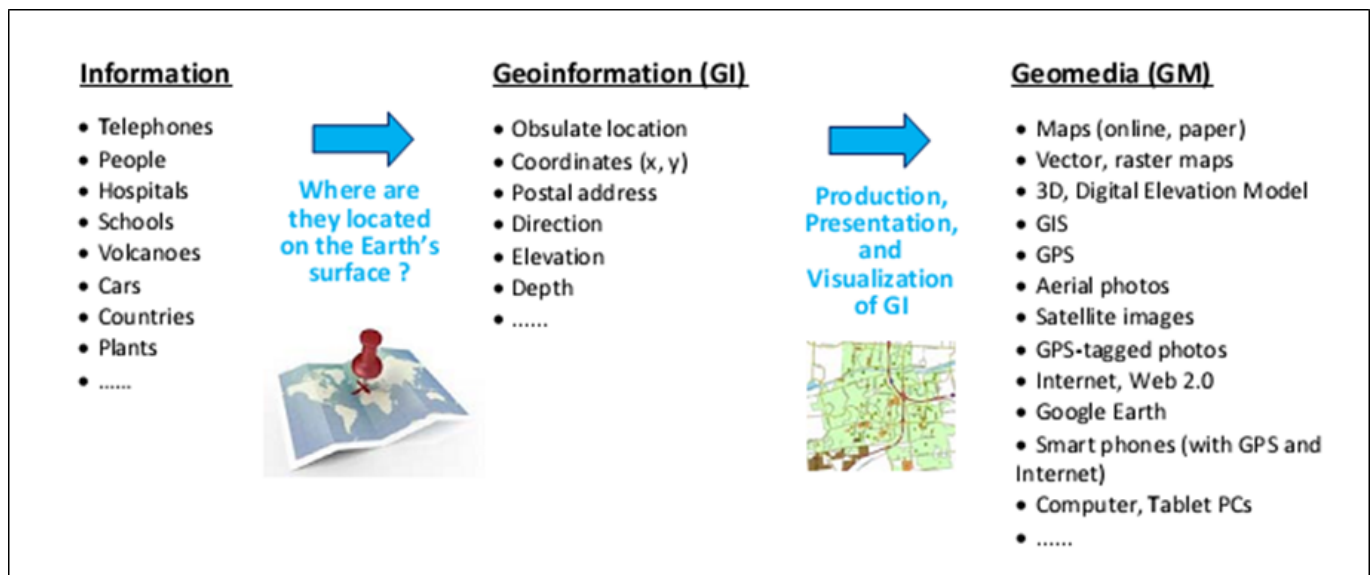 Information
• Telephones
• People
• Hospitals
• Schools
• Volcanoes
• Cars
• Countries
• Plants
• ......
Where are
they located
on the Earth's
surface ?
Geoinformation (GI)
• Obsulate location
• Coordinates (x, y)
• Postal address
• Direction
• Elevation
• Depth
• ......
Production,
Presentation,
and
Visualization
of GI
Geomedia (GM)
• Maps (online, paper)
• Vector, raster maps
• 3D, Digital Elevation Model
• GIS
• GPS
• Aerial photos
• Satellite images
• GPS-tagged photos
• Internet, Web 2.0
• Google Earth
• Smart phones (with GPS and
Internet)
• Computer, Tablet PCs
• ......